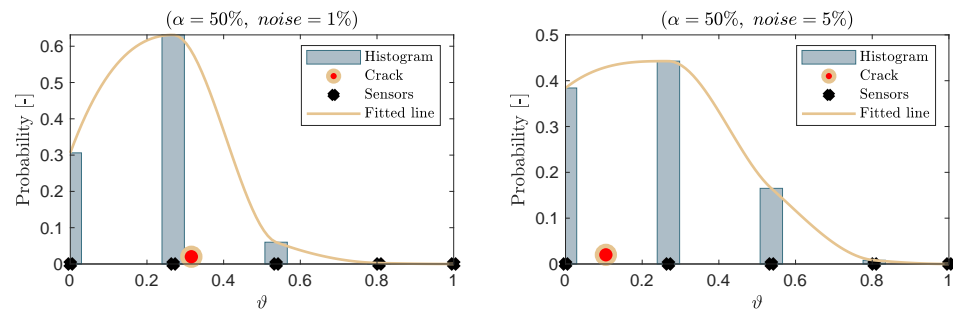 (α = 50%, noise = 1%)
Probability [-]
0.6
0.5
0.4
0.3
0.2
0.1
0
0 0.2 0.4 0.6 0.8 1
ϑ
Histogram
Crack
Sensors
Fitted line
(α = 50%, noise = 5%)
Probability [-]
0.5
0.4
0.3
0.2
0.1
0
0 0.2 0.4 0.6 0.8 1
ϑ
Histogram
Crack
Sensors
Fitted line